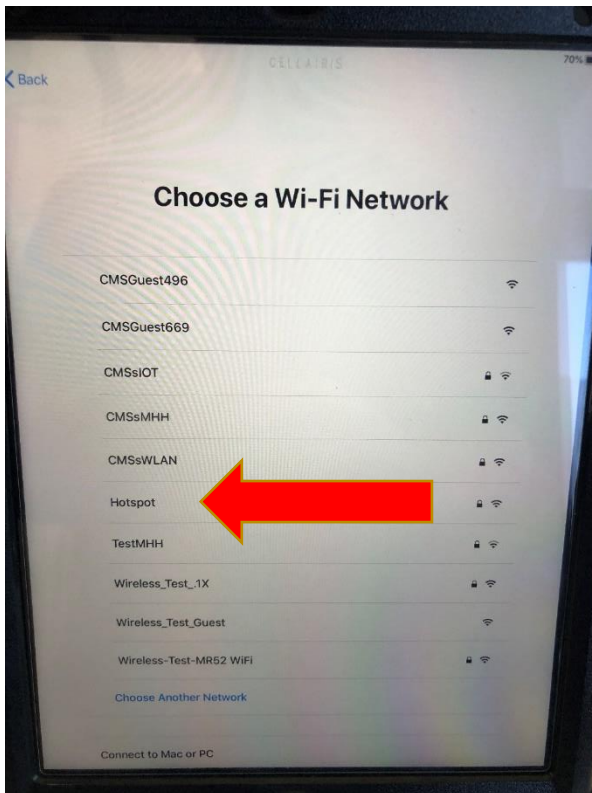 CELLAIRIS
70%
Back
Choose a Wi-Fi Network
CMSGuest496
CMSGuest669
CMSsIOT
CMSsMHH
CMSsWLAN
Hotspot
TestMHH
Wireless_Test_.1X
Wireless_Test_Guest
Wireless-Test-MR52 WiFi
Choose Another Network
Connect to Mac or PC